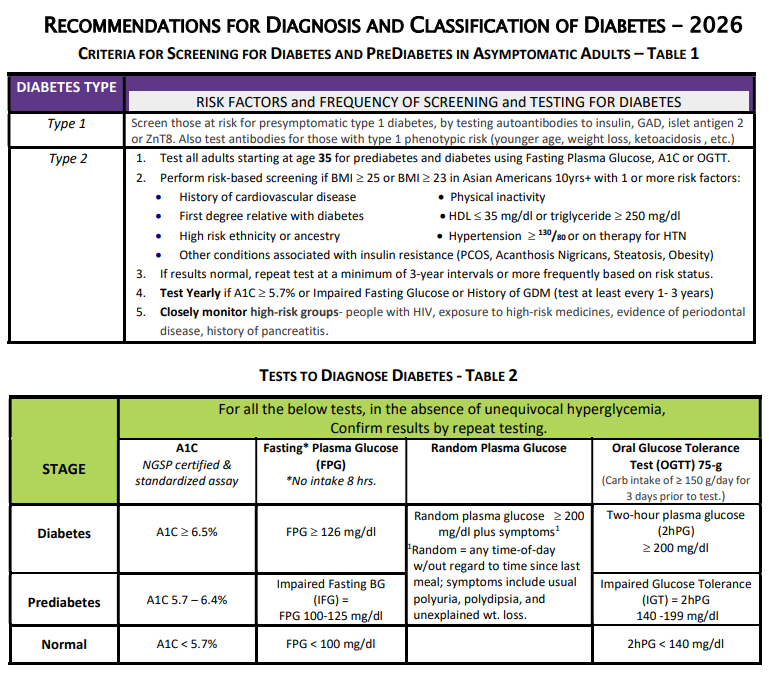 RECOMMENDATIONS FOR DIAGNOSIS AND CLASSIFICATION OF DIABETES – 2026
CRITERIA FOR SCREENING FOR DIABETES AND PREDIABETES IN ASYMPTOMATIC ADULTS – TABLE 1
DIABETES TYPE
RISK FACTORS and FREQUENCY OF SCREENING and TESTING FOR DIABETES
Type 1
Screen those at risk for presymptomatic type 1 diabetes, by testing autoantibodies to insulin, GAD, islet antigen 2
or ZnT8. Also test antibodies for those with type 1 phenotypic risk (younger age, weight loss, ketoacidosis , etc.)
Type 2
1. Test all adults starting at age 35 for prediabetes and diabetes using Fasting Plasma Glucose, A1C or OGTT.
2. Perform risk-based screening if BMI ≥ 25 or BMI ≥ 23 in Asian Americans 10yrs+ with 1 or more risk factors:
• History of cardiovascular disease • Physical inactivity
• First degree relative with diabetes • HDL ≤ 35 mg/dl or triglyceride ≥ 250 mg/dl
• High risk ethnicity or ancestry • Hypertension ≥ 130/80 or on therapy for HTN
• Other conditions associated with insulin resistance (PCOS, Acanthosis Nigricans, Steatosis, Obesity)
3. If results normal, repeat test at a minimum of 3-year intervals or more frequently based on risk status.
4. Test Yearly if A1C ≥ 5.7% or Impaired Fasting Glucose or History of GDM (test at least every 1- 3 years)
5. Closely monitor high-risk groups- people with HIV, exposure to high-risk medicines, evidence of periodontal
disease, history of pancreatitis.
TESTS TO DIAGNOSE DIABETES - TABLE 2
STAGE
For all the below tests, in the absence of unequivocal hyperglycemia,
Confirm results by repeat testing.
A1C
NGSP certified &
standardized assay
Fasting* Plasma Glucose
(FPG)
*No intake 8 hrs.
Random Plasma Glucose
Oral Glucose Tolerance
Test (OGTT) 75-g
(Carb intake of ≥ 150 g/day for
3 days prior to test.)
Diabetes
A1C ≥ 6.5%
FPG ≥ 126 mg/dl
Random plasma glucose ≥ 200
mg/dl plus symptoms¹
¹Random = any time-of-day
w/out regard to time since last
meal; symptoms include usual
polyuria, polydipsia, and
unexplained wt. loss.
Two-hour plasma glucose
(2hPG)
≥ 200 mg/dl
Prediabetes
A1C 5.7 – 6.4%
Impaired Fasting BG
(IFG) =
FPG 100-125 mg/dl
Impaired Glucose Tolerance
(IGT) = 2hPG
140 -199 mg/dl
Normal
A1C < 5.7%
FPG < 100 mg/dl
2hPG < 140 mg/dl